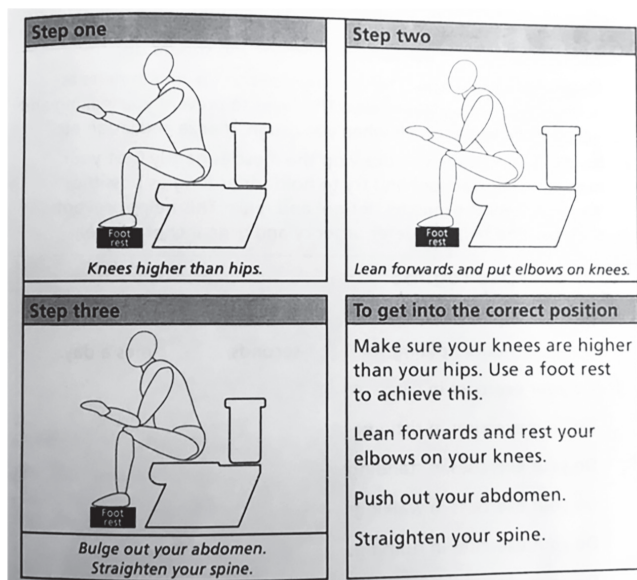 Step one
Foot
rest
Knees higher than hips.
Step two
Foot
rest
Lean forwards and put elbows on knees.
Step three
Foot
rest
Bulge out your abdomen.
Straighten your spine.
To get into the correct position
Make sure your knees are higher
than your hips. Use a foot rest
to achieve this.
Lean forwards and rest your
elbows on your knees.
Push out your abdomen.
Straighten your spine.